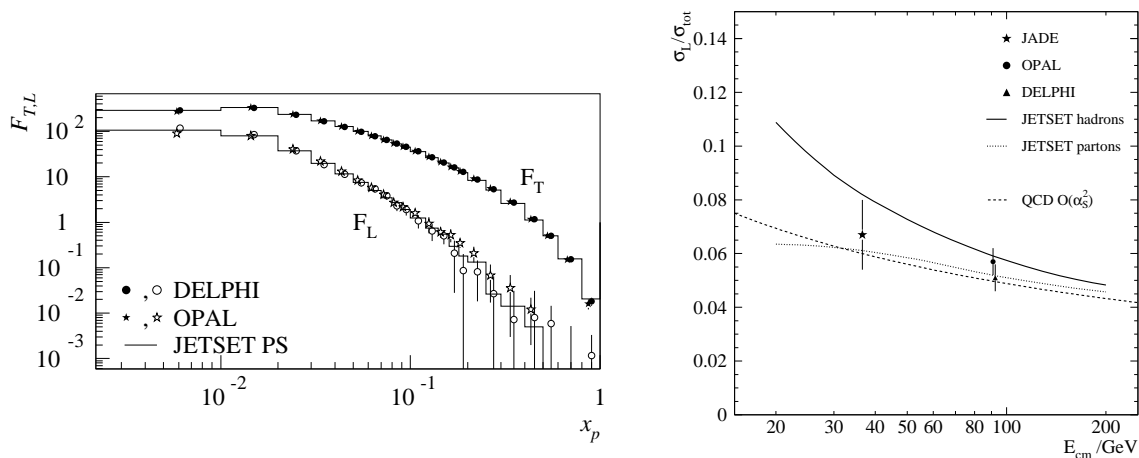 F_{T,L}
10^2
10
1
10^{-1}
10^{-2}
10^{-3}
F_T
F_L
● , ○ DELPHI
★ , ☆ OPAL
— JETSET PS
10^{-2} 10^{-1} 1
x_p
σ_L/σ_tot
0.14
0.12
0.1
0.08
0.06
0.04
0.02
0
★ JADE
● OPAL
▲ DELPHI
JETSET hadrons
JETSET partons
QCD O(α_S^2)
20 30 40 50 60 80 100 200
E_cm /GeV